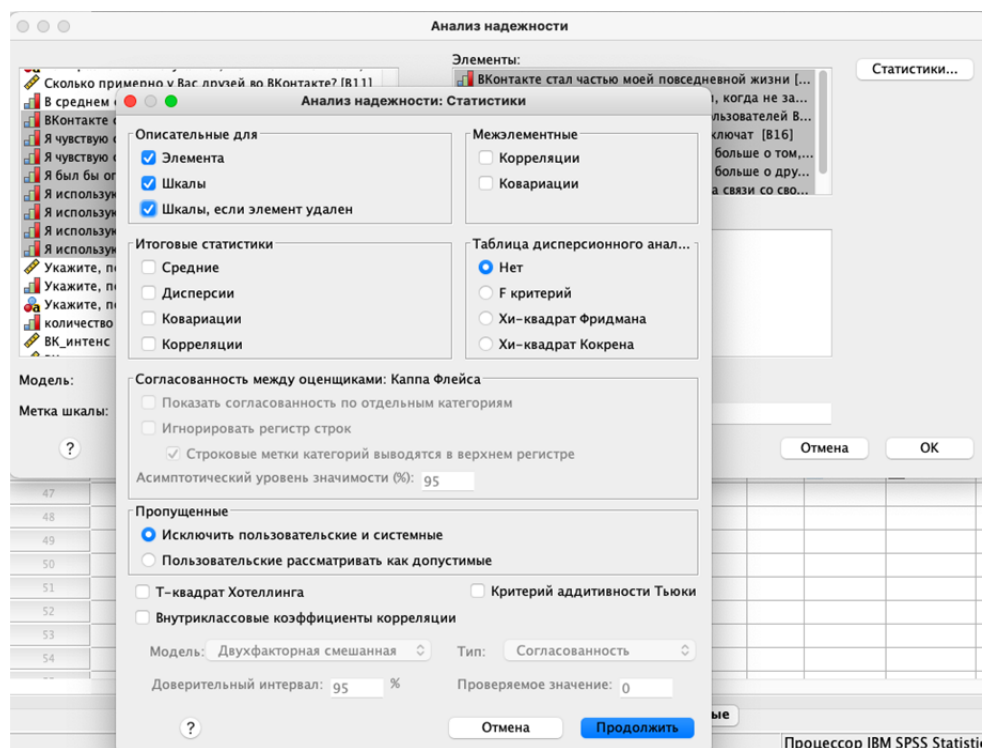 Анализ надежности
Элементы:
Сколько примерно у Вас друзей во ВКонтакте? [B11]
ВКонтакте стал частью моей повседневной жизни [...
Статистики...
В среднем
Анализ надежности: Статистики
, когда не за...
ВКонтакте
льзователей В...
Я чувствую
ключат [B16]
Я чувствую
больше о том,...
Я был бы ог
больше о дру...
Я использую
а связи со сво...
Я использую
Я использую
Я использую
Укажите, п
Укажите, п
Укажите, п
количество
ВК_интенс
Описательные для
Элемента
Шкалы
Шкалы, если элемент удален
Межэлементные
Корреляции
Ковариации
Итоговые статистики
Средние
Дисперсии
Ковариации
Корреляции
Таблица дисперсионного анал...
Нет
F критерий
Хи-квадрат Фридмана
Хи-квадрат Кокрена
Модель:
Метка шкалы:
?
Отмена
OK
Согласованность между оценщиками: Каппа Флейса
Показать согласованность по отдельным категориям
Игнорировать регистр строк
Строковые метки категорий выводятся в верхнем регистре
Асимптотический уровень значимости (%): 95
Пропущенные
Исключить пользовательские и системные
Пользовательские рассматривать как допустимые
Т-квадрат Хотеллинга
Критерий аддитивности Тьюки
Внутриклассовые коэффициенты корреляции
Модель: Двухфакторная смешанная
Тип: Согласованность
Доверительный интервал: 95 %
Проверяемое значение: 0
?
Отмена
Продолжить
47
48
49
50
51
52
53
54
ые
Процессор IBM SPSS Statisti